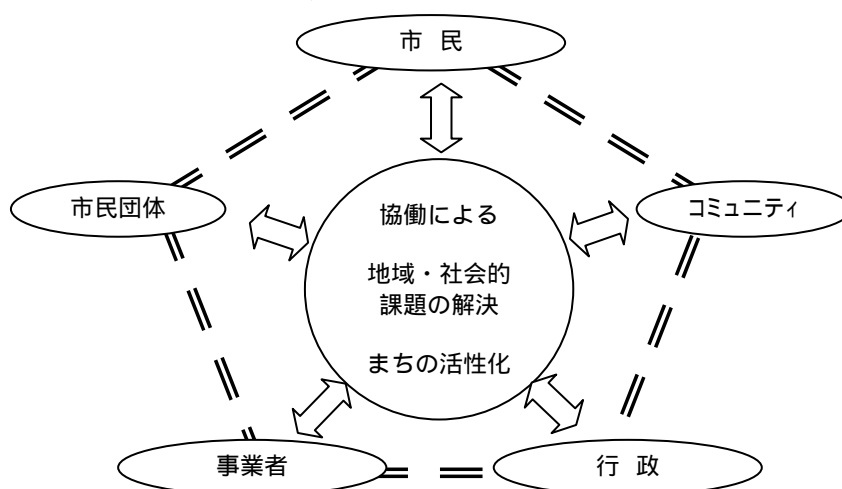 市 民
市民団体
コミュニティ
協働による
地域・社会的
課題の解決
まちの活性化
事業者
行 政